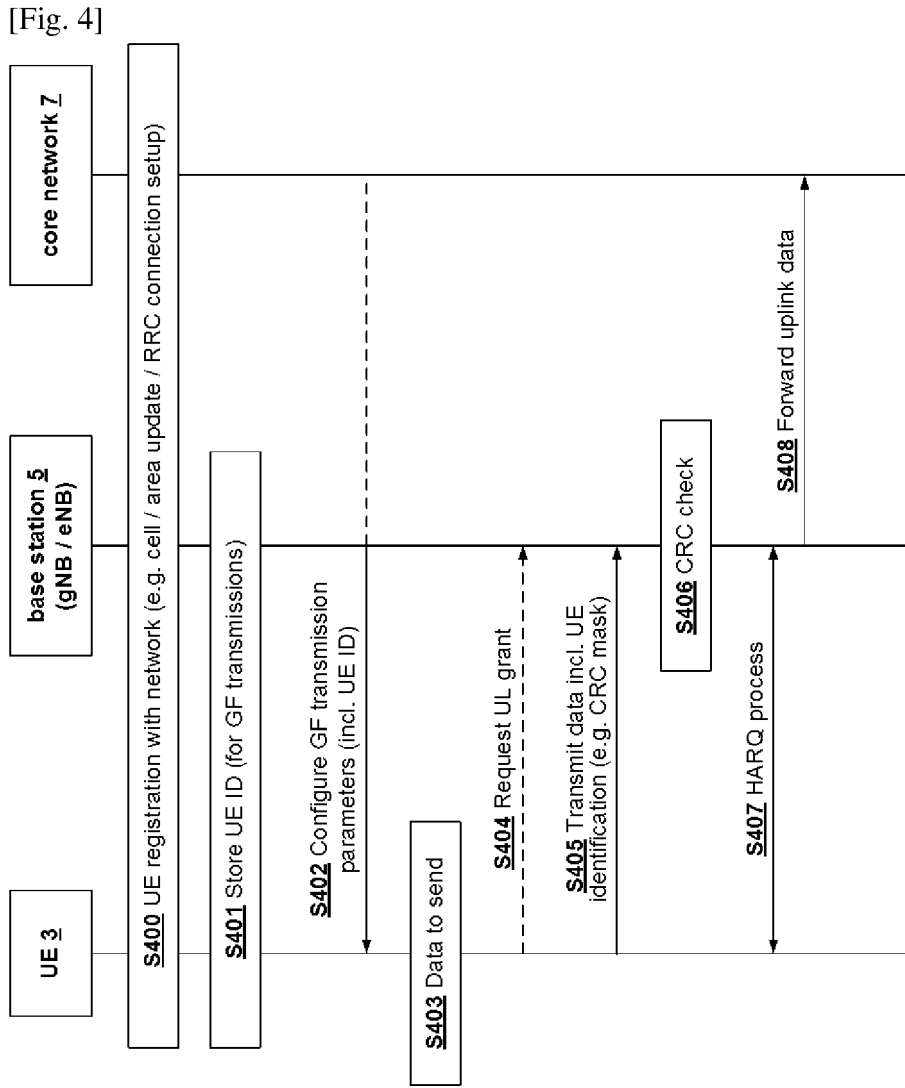 [Fig. 4]
UE 3
base station 5
(gNB / eNB)
core network 7
S400 UE registration with network (e.g. cell / area update / RRC connection setup)
S401 Store UE ID (for GF transmissions)
S402 Configure GF transmission
parameters (incl. UE ID)
S403 Data to send
S404 Request UL grant
S405 Transmit data incl. UE
identification (e.g. CRC mask)
S406 CRC check
S407 HARQ process
S408 Forward uplink data